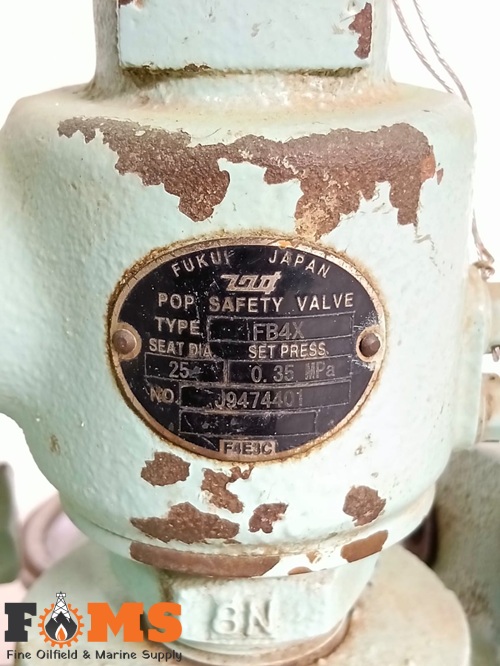 FUKUI JAPAN
POP SAFETY VALVE
TYPE. FB4X
SEAT DIA. SET PRESS.
25 0.35 MPa
NO. J9474401
F4E3C
8N
FOMS
Fine Oilfield & Marine Supply